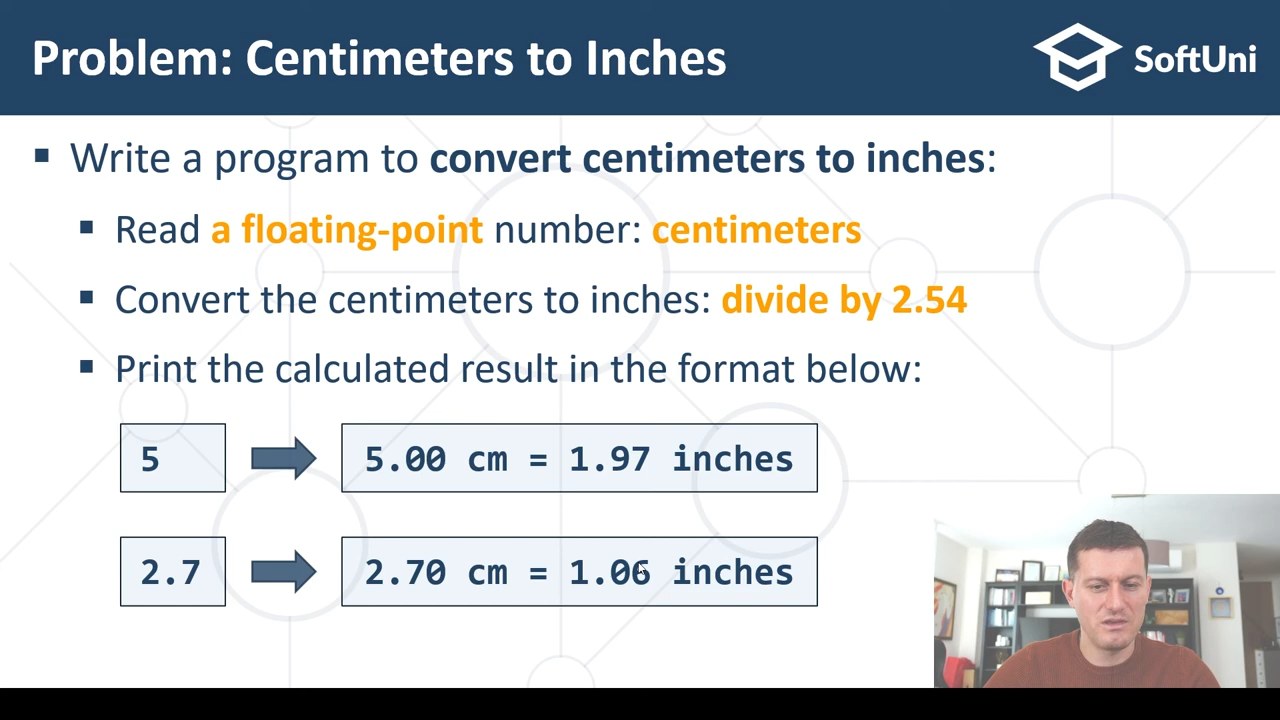 Problem: Centimeters to Inches
SoftUni
Write a program to convert centimeters to inches:
Read a floating-point number: centimeters
Convert the centimeters to inches: divide by 2.54
Print the calculated result in the format below:
5
5.00 cm = 1.97 inches
2.7
2.70 cm = 1.06 inches